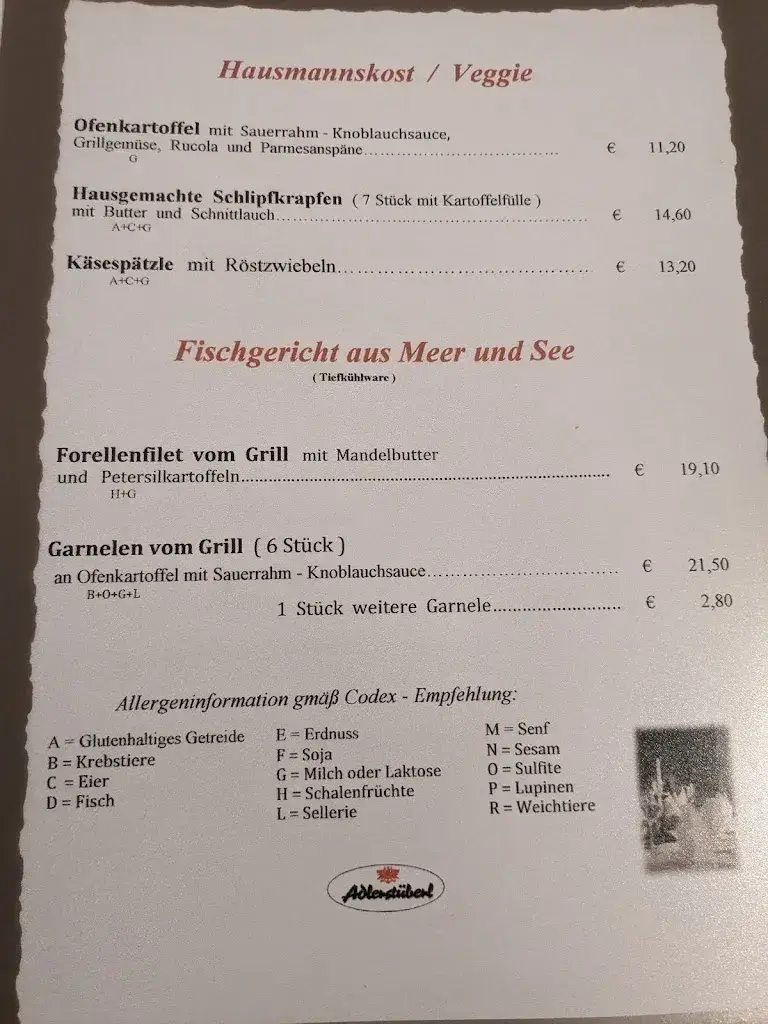 Hausmannskost / Veggie
Ofenkartoffel mit Sauerrahm - Knoblauchsauce,
Grillgemüse, Rucola und Parmesanspäne.......................................... € 11,20
G
Hausgemachte Schlipfkrapfen ( 7 Stück mit Kartoffelfülle )
mit Butter und Schnittlauch.................................................................... € 14,60
A+C+G
Käsespätzle mit Röstzwiebeln.......................................... € 13,20
A+C+G
Fischgericht aus Meer und See
( Tiefkühlware )
Forellenfilet vom Grill mit Mandelbutter
und Petersilkartoffeln.................................................................................... € 19,10
H+G
Garnelen vom Grill ( 6 Stück )
an Ofenkartoffel mit Sauerrahm - Knoblauchsauce.................................. € 21,50
B+O+G+L
1 Stück weitere Garnele............................ € 2,80
Allergeninformation gmäß Codex - Empfehlung:
A = Glutenhaltiges Getreide
B = Krebstiere
C = Eier
D = Fisch
E = Erdnuss
F = Soja
G = Milch oder Laktose
H = Schalenfrüchte
L = Sellerie
M = Senf
N = Sesam
O = Sulfite
P = Lupinen
R = Weichtiere
Adlerstüberl